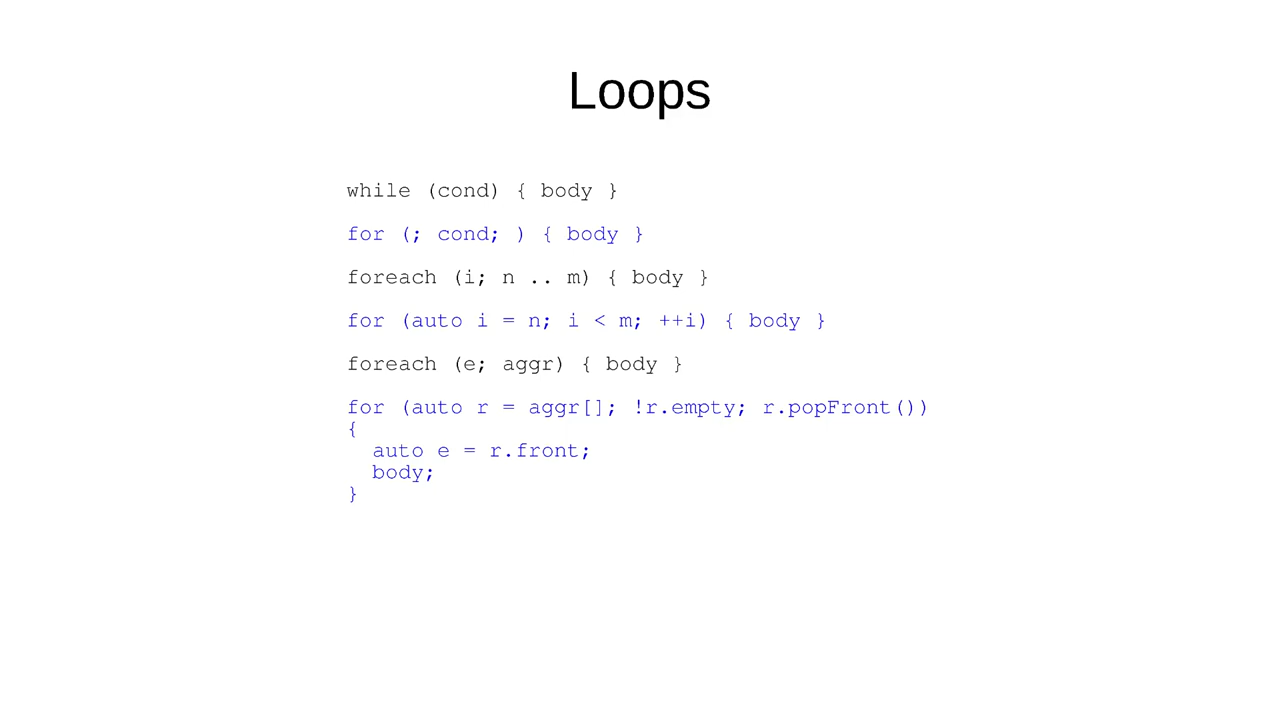 Loops
while (cond) { body }
for (; cond; ) { body }
foreach (i; n .. m) { body }
for (auto i = n; i < m; ++i) { body }
foreach (e; aggr) { body }
for (auto r = aggr[]; !r.empty; r.popFront())
{
  auto e = r.front;
  body;
}